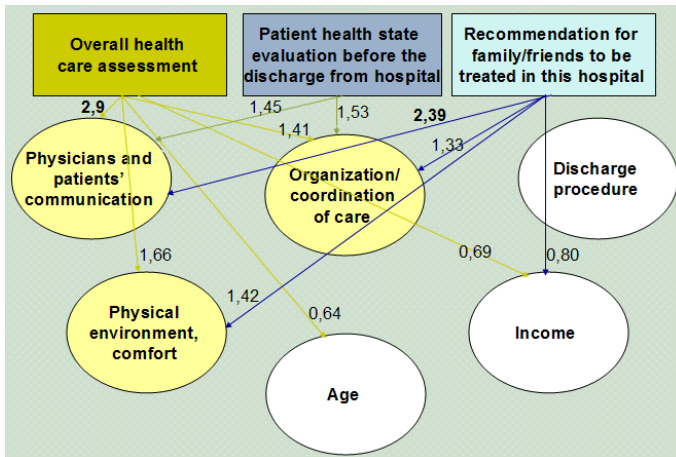 Overall health
care assessment
Patient health state
evaluation before the
discharge from hospital
Recommendation for
family/friends to be
treated in this hospital
2,9
1,45
1,53
2,39
1,41
1,33
Physicians and
patients’
communication
Organization/
coordination
of care
Discharge
procedure
1,66
1,42
0,64
0,69
0,80
Physical
environment,
comfort
Age
Income